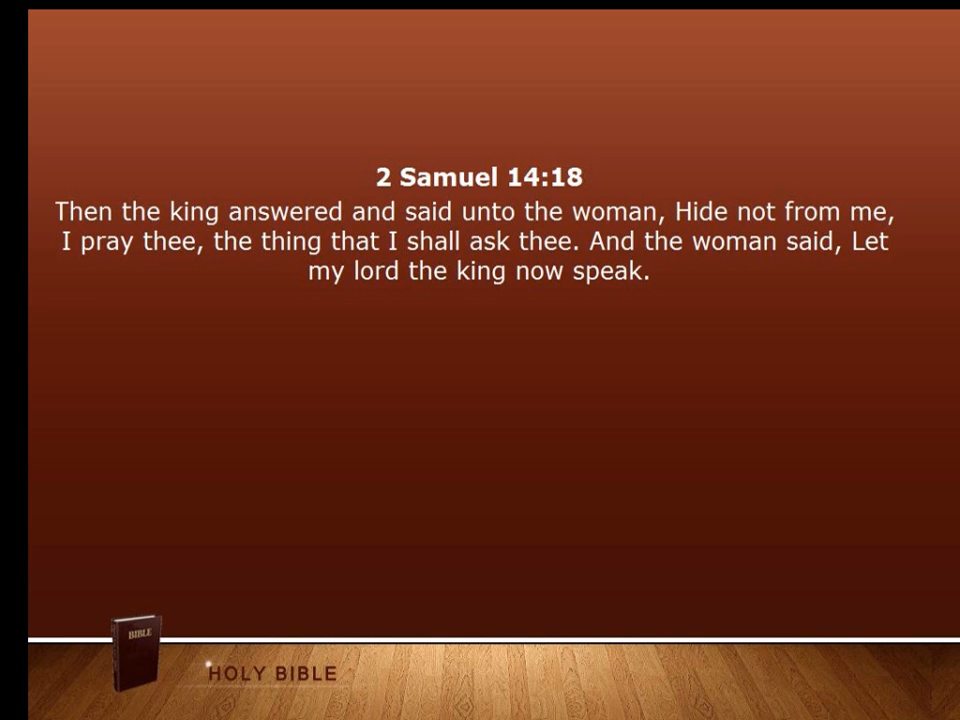 2 Samuel 14:18
Then the king answered and said unto the woman, Hide not from me,
I pray thee, the thing that I shall ask thee. And the woman said, Let
my lord the king now speak.
BIBLE
HOLY BIBLE